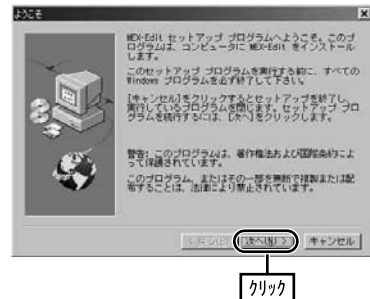 ようこそ
MEX-Edit セットアップ プログラムへようこそ。このプ
ログラムは、コンピュータに MEX-Edit をインストール
します。
このセットアップ プログラムを実行する前に、すべての
Windows プログラムを必ず終了して下さい。
[キャンセル]をクリックするとセットアップを終了し、
実行しているプログラムを閉じます。セットアップ プロ
グラムを続行するには、[次へ]をクリックします。
警告: このプログラムは、著作権法および国際条約によ
って保護されています。
このプログラム、またはその一部を無断で複製または配
布することは、法律により禁止されています。
< 戻る(B) 次へ(N) > キャンセル
クリック